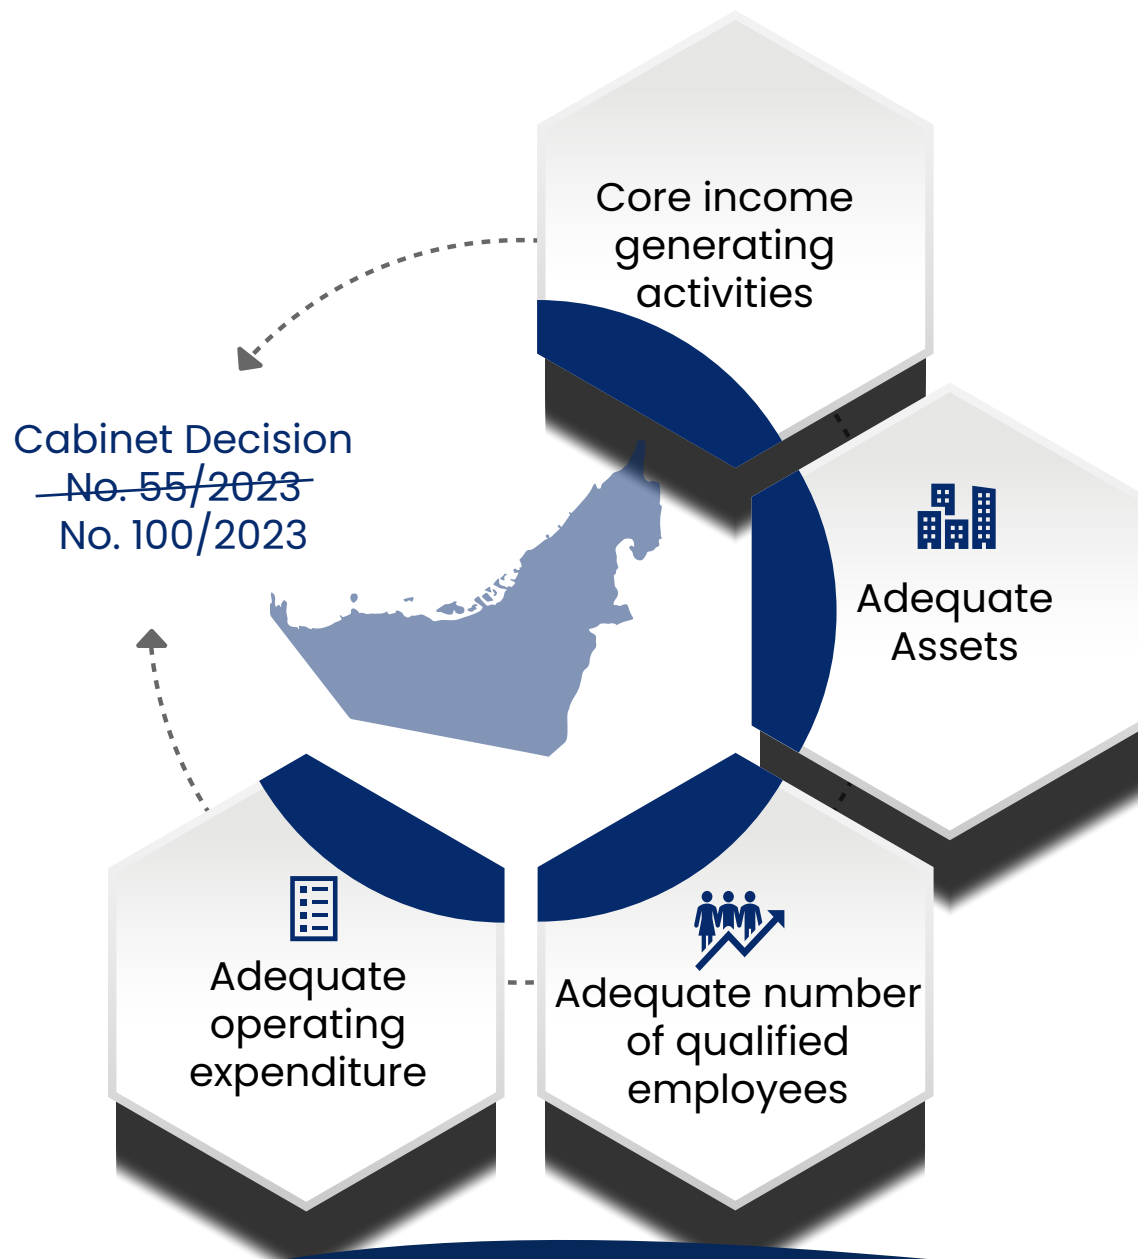 Core income
generating
activities
Cabinet Decision
No. 55/2023
No. 100/2023
Adequate
Assets
Adequate
operating
expenditure
Adequate number
of qualified
employees